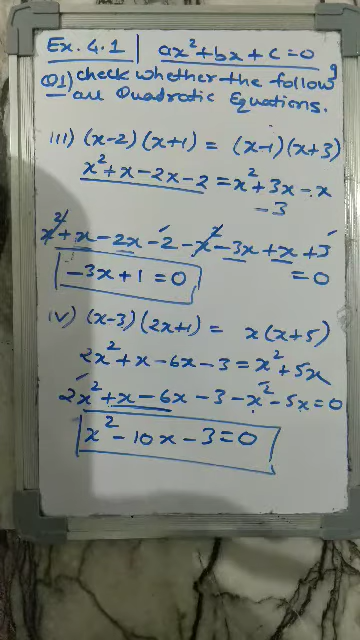 Ex. 4.1 | ax²+bx+c=0
Q1) check whether the followg
are Quadratic Equations.
iii) (x-2)(x+1) = (x-1)(x+3)
x²+x-2x-2 = x²+3x-x
-3
x²+x-2x-2-x²-3x+x+3
= 0
-3x+1=0
iv) (x-3)(2x+1) = x(x+5)
2x²+x-6x-3=x²+5x
2x²+x-6x-3-x²-5x=0
x²-10x-3=0